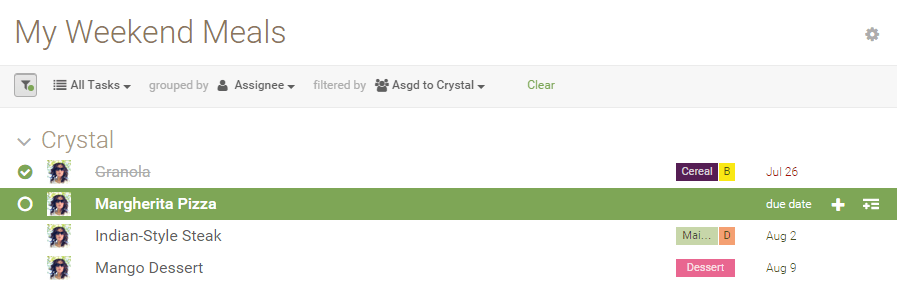 My Weekend Meals
All Tasks grouped by Assignee filtered by Asgd to Crystal Clear
Crystal
Granola Cereal B Jul 26
Margherita Pizza due date
Indian-Style Steak Mai... D Aug 2
Mango Dessert Dessert Aug 9